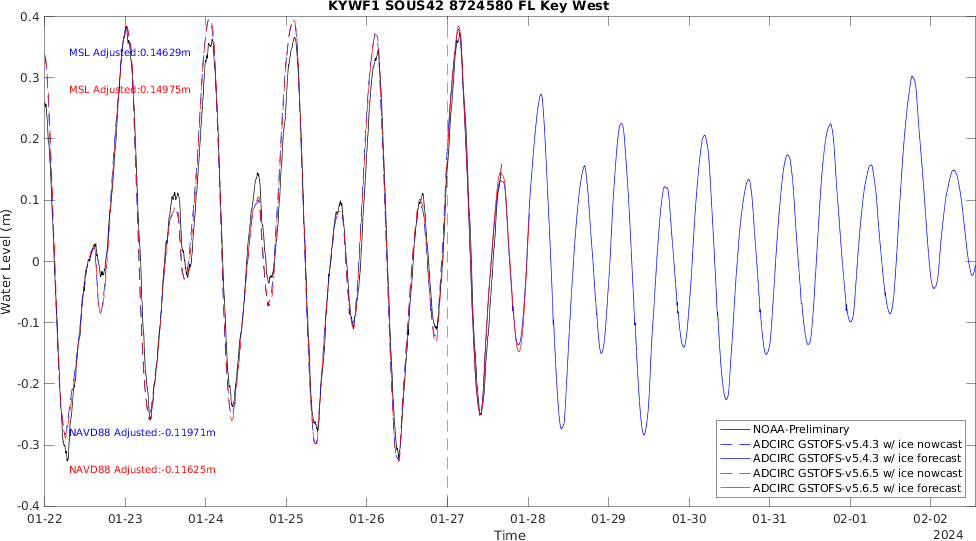 KYWF1 SOUS42 8724580 FL Key West
0.4
0.3
0.2
0.1
0
-0.1
-0.2
-0.3
-0.4
Water Level (m)
MSL Adjusted:0.14629m
MSL Adjusted:0.14975m
NAVD88 Adjusted:-0.11971m
NAVD88 Adjusted:-0.11625m
NOAA-Preliminary
ADCIRC GSTOFS-v5.4.3 w/ ice nowcast
ADCIRC GSTOFS-v5.4.3 w/ ice forecast
ADCIRC GSTOFS-v5.6.5 w/ ice nowcast
ADCIRC GSTOFS-v5.6.5 w/ ice forecast
01-22 01-23 01-24 01-25 01-26 01-27 01-28 01-29 01-30 01-31 02-01 02-02
Time
2024